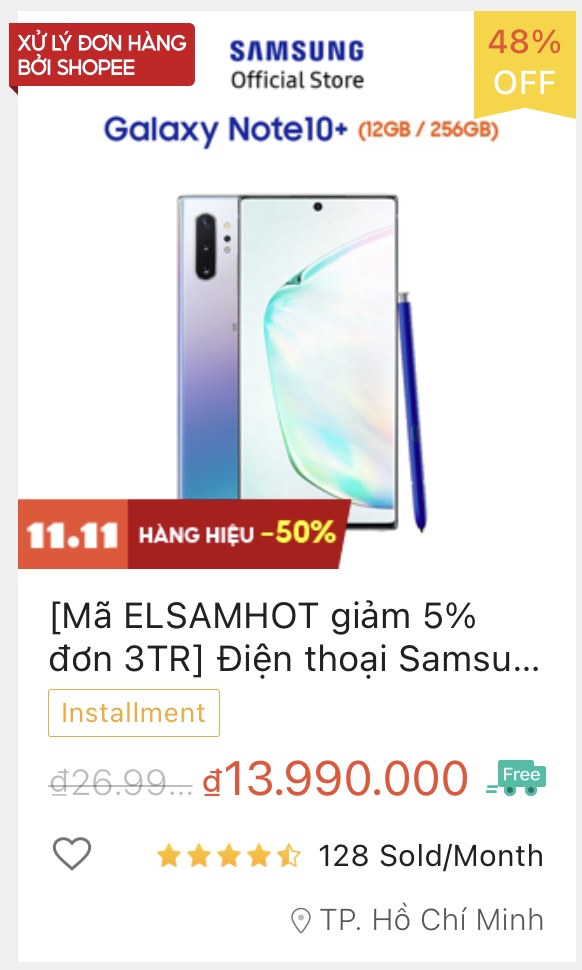 XỬ LÝ ĐƠN HÀNG
BỞI SHOPEE
SAMSUNG
Official Store
48%
OFF
Galaxy Note10+ (12GB / 256GB)
11.11 HÀNG HIỆU -50%
[Mã ELSAMHOT giảm 5%
đơn 3TR] Điện thoại Samsu...
Installment
₫26.99... ₫13.990.000 Free
128 Sold/Month
TP. Hồ Chí Minh